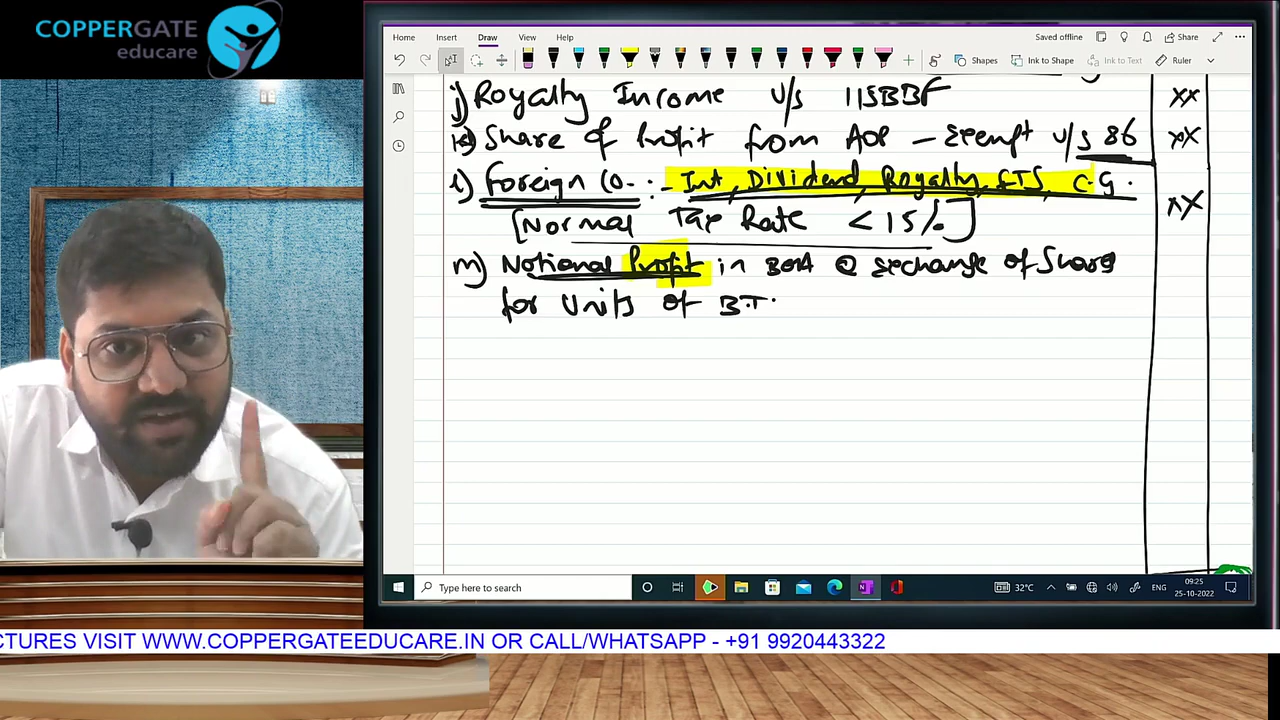 COPPERGATE
educare
Home Insert Draw View Help
Saved offline
Share
Shapes
Ink to Shape
Ink to Text
Ruler
j) Royalty Income u/s 115BBF xx
k) Share of Profit from AOP - Exempt u/s 86 xx
l) Foreign Co. :- Int, Dividend, Royalty, FTS, C.G.
[Normal Tax Rate < 15%] xx
m) Notional Profit in BOA @ exchange of Shares
for Units of B.T.
Type here to search
32°C
ENG
09:25
25-10-2022
CTURES VISIT WWW.COPPERGATEEDUCARE.IN OR CALL/WHATSAPP - +91 9920443322